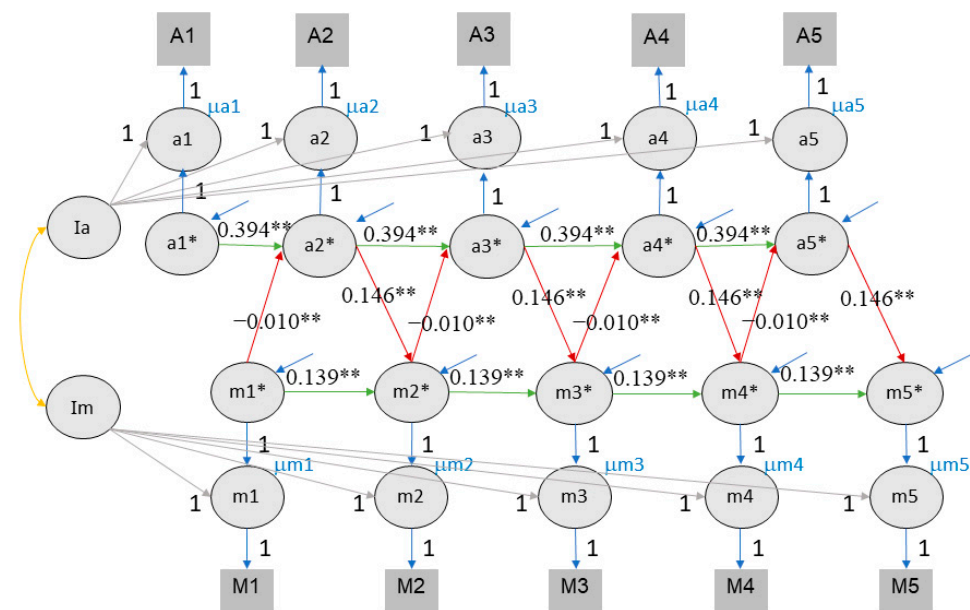 A1 A2 A3 A4 A5
1 1 1 1 1
μa1 μa2 μa3 μa4 μa5
1 1 1 1 1
a1 a2 a3 a4 a5
1 1 1 1 1
Ia
a1* 0.394** a2* 0.394** a3* 0.394** a4* 0.394** a5*
0.146** 0.146** 0.146** 0.146**
−0.010** −0.010** −0.010** −0.010**
Im
m1* 0.139** m2* 0.139** m3* 0.139** m4* 0.139** m5*
1 1 1 1 1
μm1 μm2 μm3 μm4 μm5
1 m1 1 m2 1 m3 1 m4 1 m5
1 1 1 1 1
M1 M2 M3 M4 M5